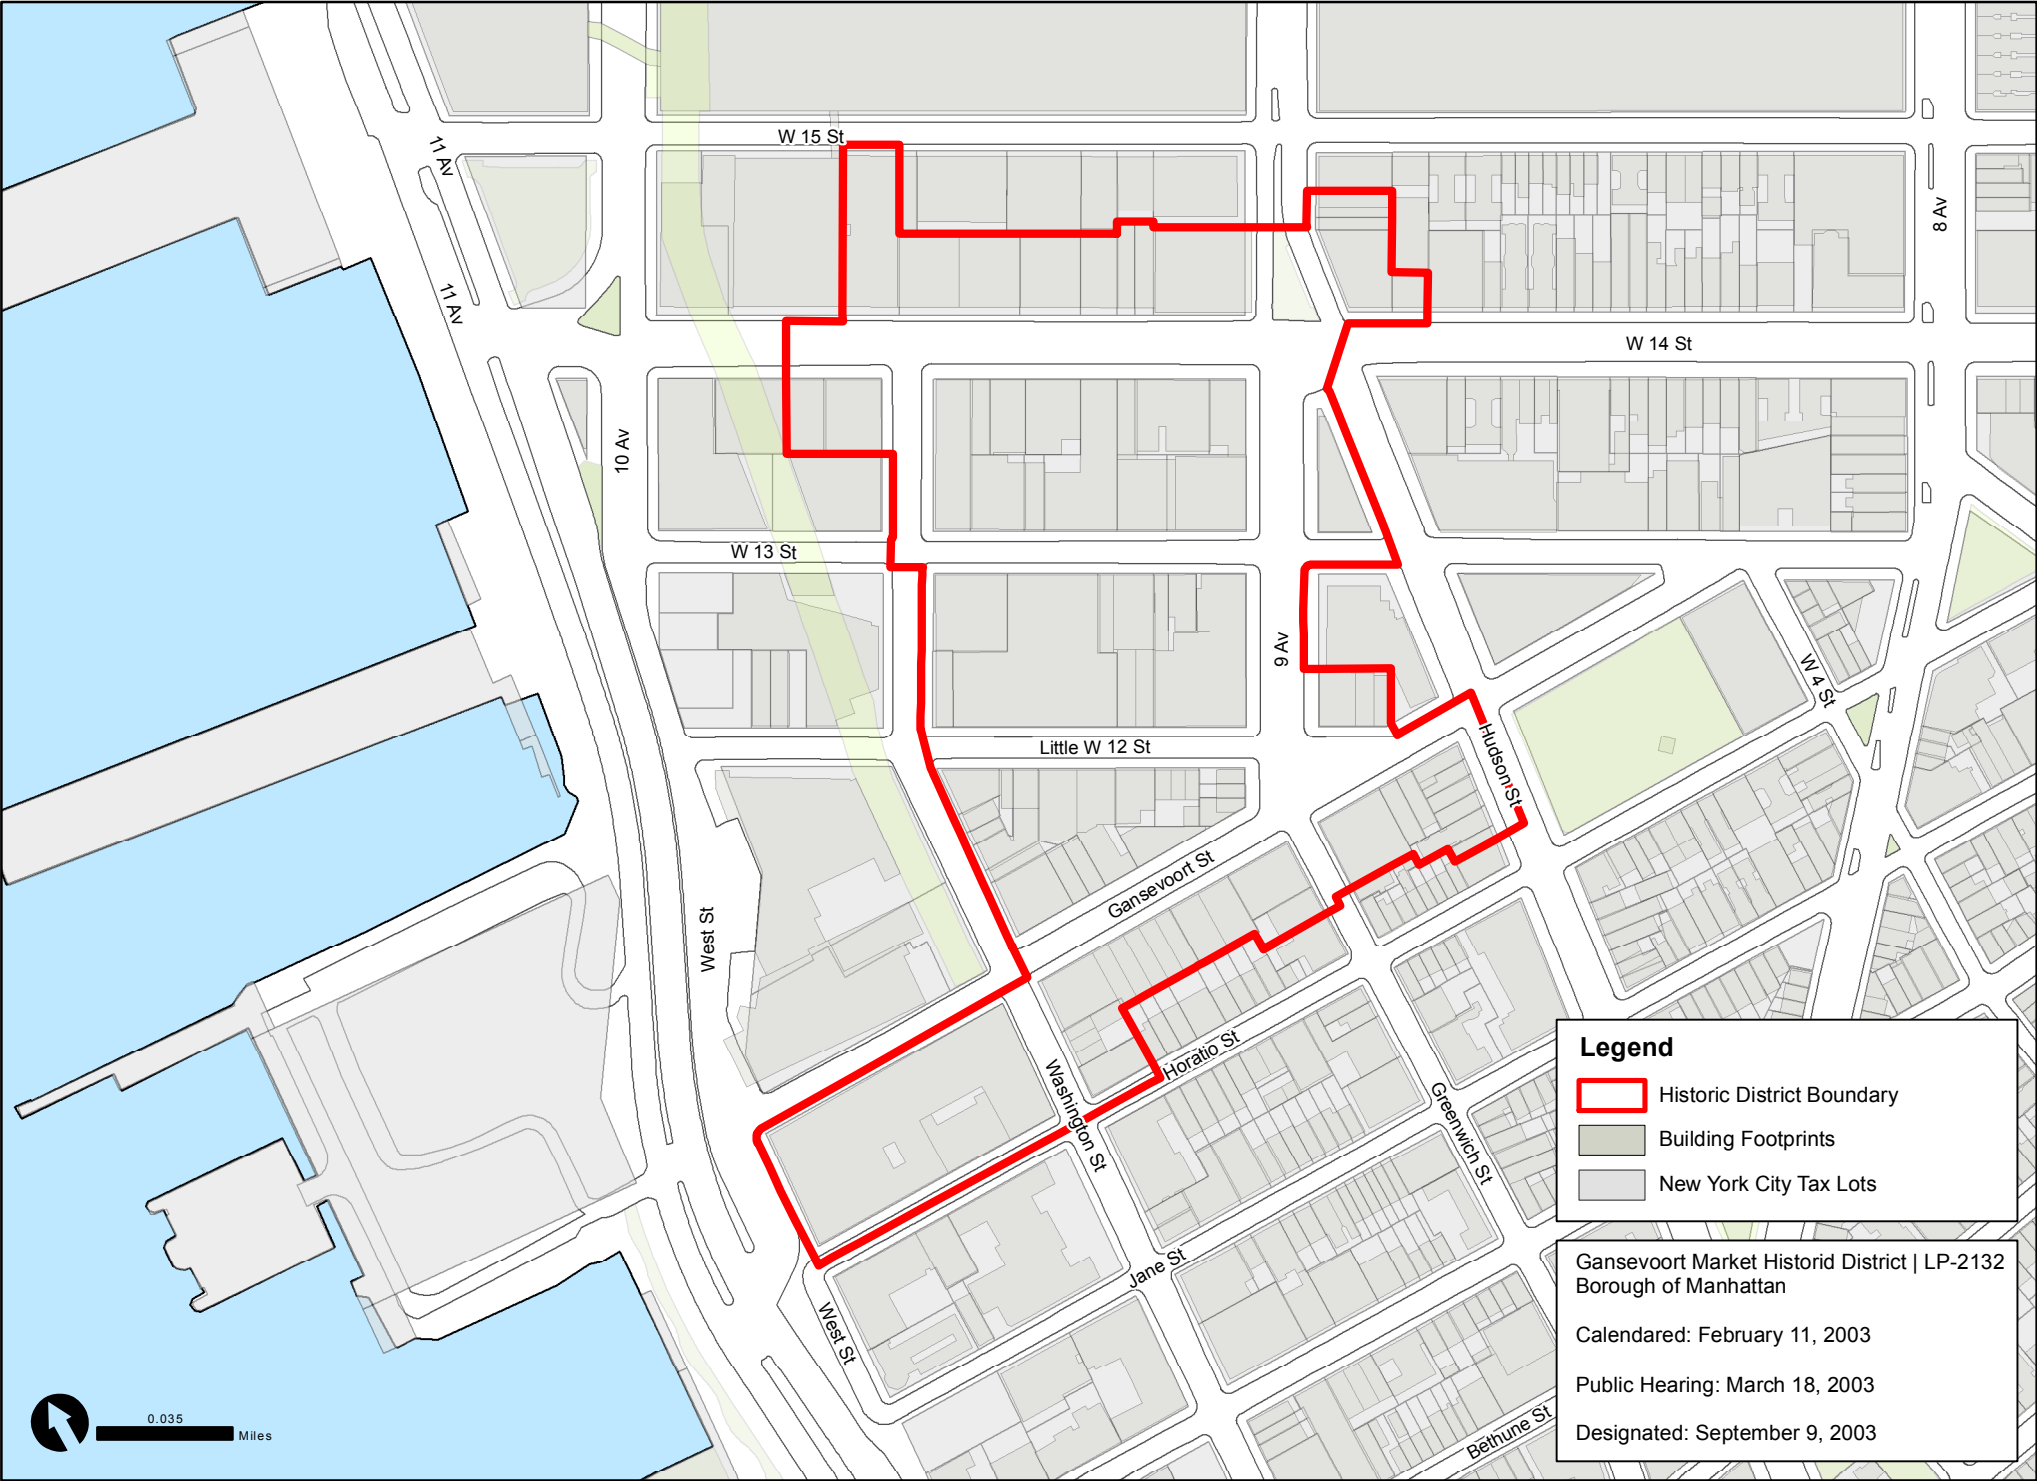 W 15 St
11 Av
8 Av
11 Av
W 14 St
10 Av
W 13 St
9 Av
W 4 St
Hudson St
Little W 12 St
Gansevoort St
West St
Horatio St
Washington St
Greenwich St
Jane St
West St
Bethune St
Legend
Historic District Boundary
Building Footprints
New York City Tax Lots
Gansevoort Market Historid District | LP-2132
Borough of Manhattan
Calendared: February 11, 2003
Public Hearing: March 18, 2003
Designated: September 9, 2003
0.035
Miles